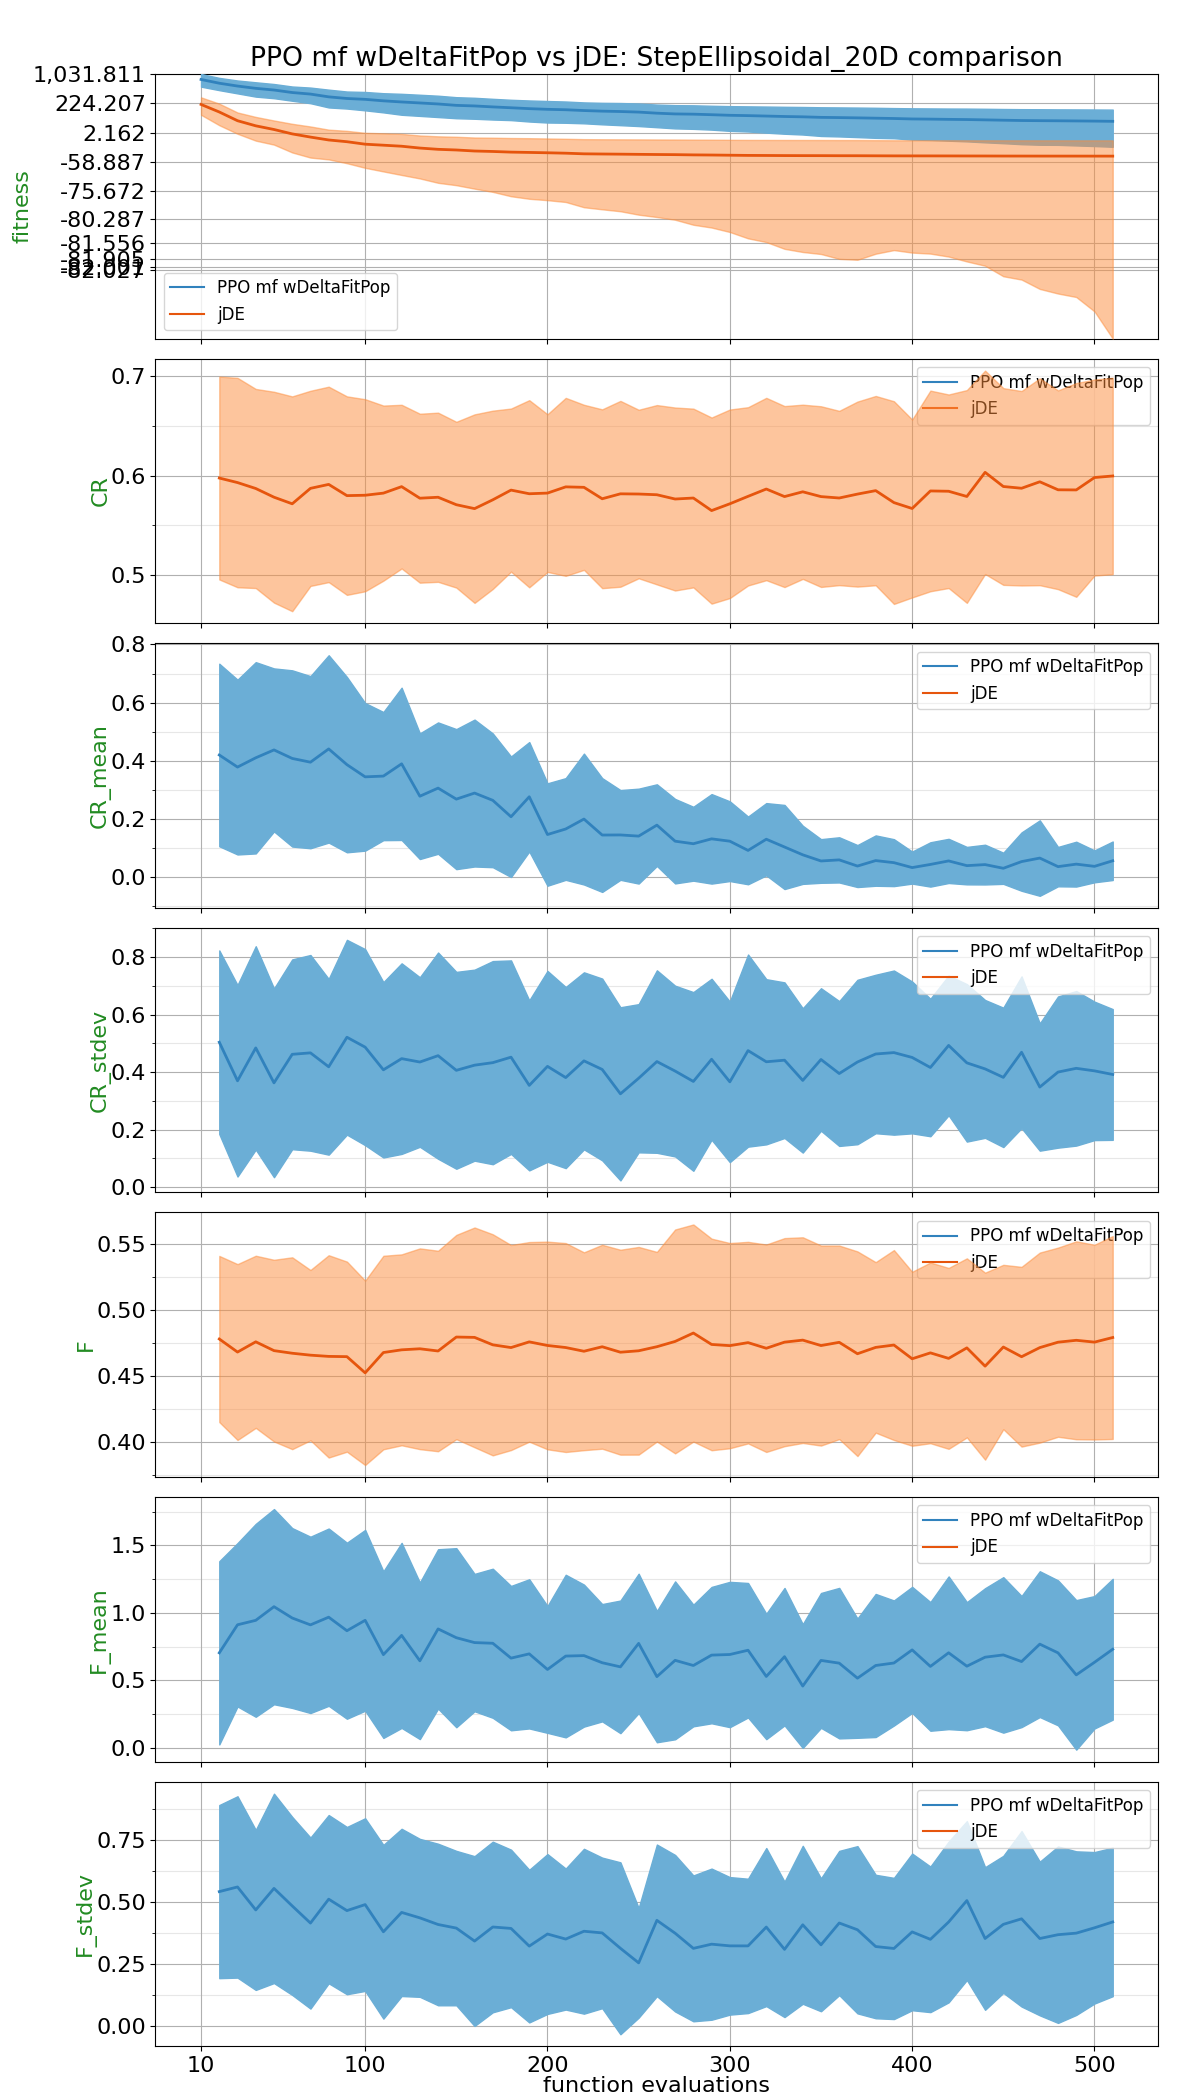 PPO mf wDeltaFitPop vs jDE: StepEllipsoidal_20D comparison
1,031.811
224.207
2.162
-58.887
-75.672
-80.287
-81.556
-81.905
-82.027
fitness
PPO mf wDeltaFitPop
jDE
0.7
0.6
0.5
CR
PPO mf wDeltaFitPop
jDE
0.8
0.6
0.4
0.2
0.0
CR_mean
PPO mf wDeltaFitPop
jDE
0.8
0.6
0.4
0.2
0.0
CR_stdev
PPO mf wDeltaFitPop
jDE
0.55
0.50
0.45
0.40
F
PPO mf wDeltaFitPop
jDE
1.5
1.0
0.5
0.0
F_mean
PPO mf wDeltaFitPop
jDE
0.75
0.50
0.25
0.00
F_stdev
PPO mf wDeltaFitPop
jDE
10 100 200 300 400 500
function evaluations